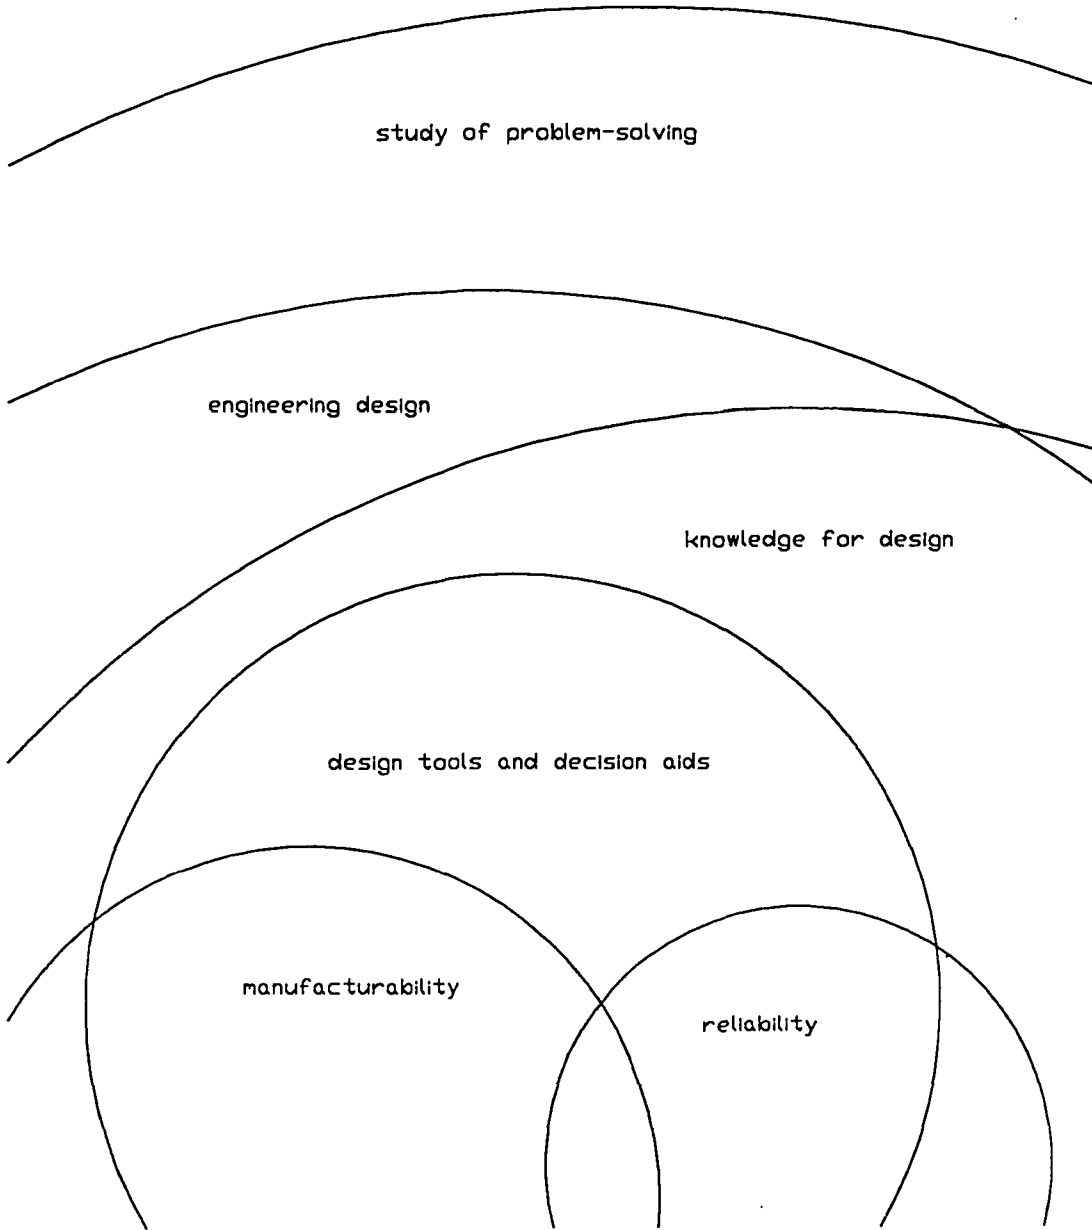 study of problem-solving
engineering design
knowledge for design
design tools and decision aids
manufacturability
reliability